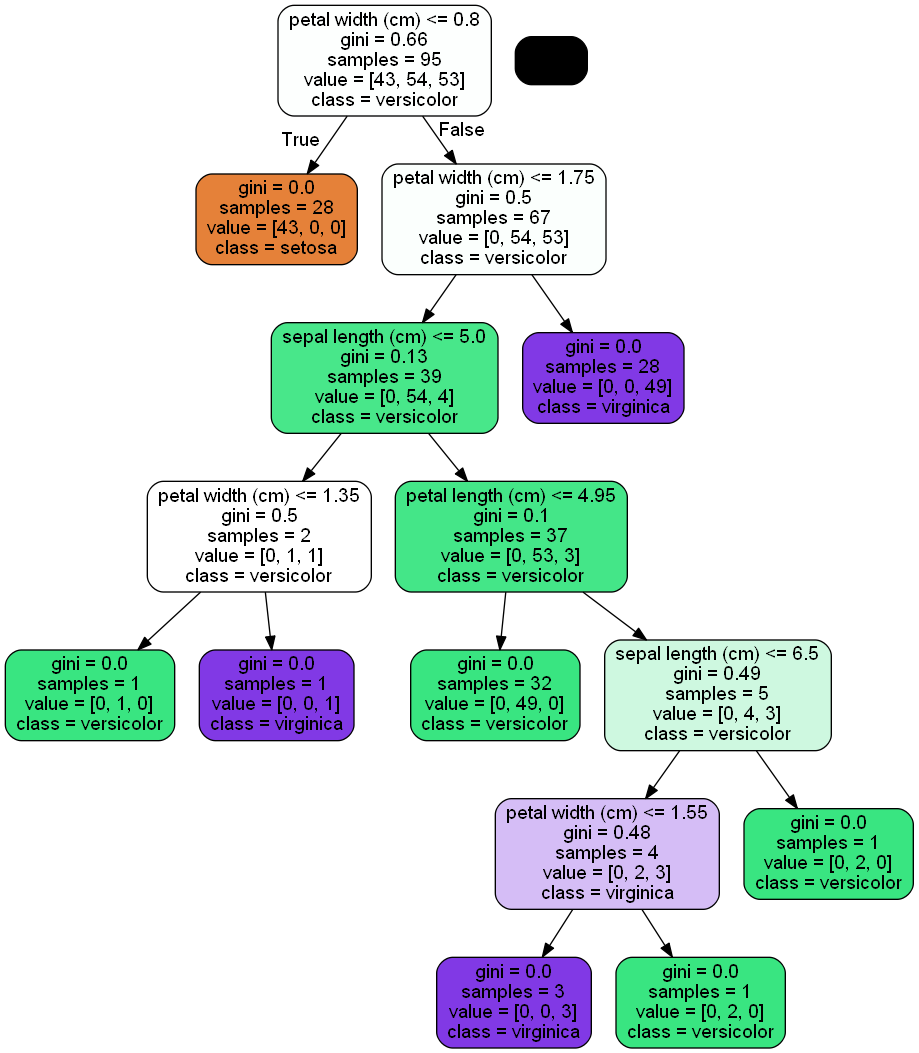 petal width (cm) <= 0.8
gini = 0.66
samples = 95
value = [43, 54, 53]
class = versicolor
True
False
gini = 0.0
samples = 28
value = [43, 0, 0]
class = setosa
petal width (cm) <= 1.75
gini = 0.5
samples = 67
value = [0, 54, 53]
class = versicolor
sepal length (cm) <= 5.0
gini = 0.13
samples = 39
value = [0, 54, 4]
class = versicolor
gini = 0.0
samples = 28
value = [0, 0, 49]
class = virginica
petal width (cm) <= 1.35
gini = 0.5
samples = 2
value = [0, 1, 1]
class = versicolor
petal length (cm) <= 4.95
gini = 0.1
samples = 37
value = [0, 53, 3]
class = versicolor
gini = 0.0
samples = 1
value = [0, 1, 0]
class = versicolor
gini = 0.0
samples = 1
value = [0, 0, 1]
class = virginica
gini = 0.0
samples = 32
value = [0, 49, 0]
class = versicolor
sepal length (cm) <= 6.5
gini = 0.49
samples = 5
value = [0, 4, 3]
class = versicolor
petal width (cm) <= 1.55
gini = 0.48
samples = 4
value = [0, 2, 3]
class = virginica
gini = 0.0
samples = 1
value = [0, 2, 0]
class = versicolor
gini = 0.0
samples = 3
value = [0, 0, 3]
class = virginica
gini = 0.0
samples = 1
value = [0, 2, 0]
class = versicolor